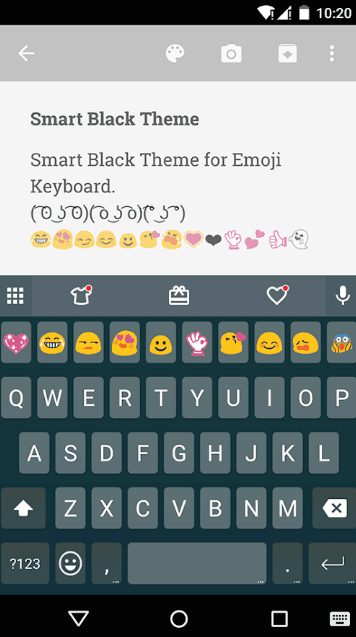 10:20
Smart Black Theme
Smart Black Theme for Emoji
Keyboard.
( ͡ʘ ͜ʖ ͡ʘ)( ͡ʘ ͜ʖ ͡ʘ)( ͡° ͜ʖ ͡°)
😁😍😏😊🙂😘😫💗❤👌💕👍👻
Q W E R T Y U I O P
A S D F G H J K L
Z X C V B N M
?123 , .